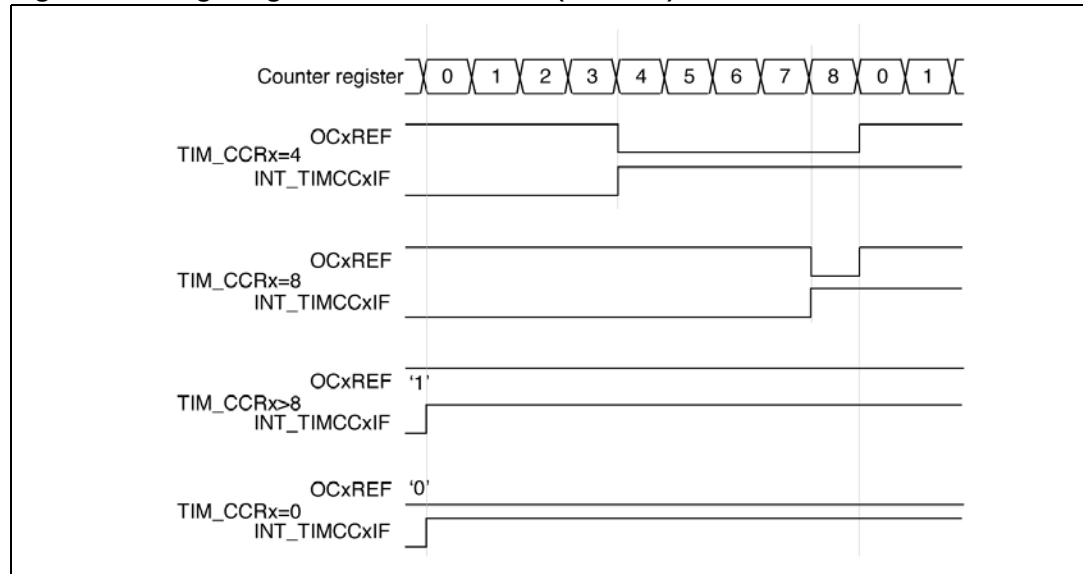 Counter register 0 1 2 3 4 5 6 7 8 0 1
OCxREF
TIM_CCRx=4
INT_TIMCCxIF
OCxREF
TIM_CCRx=8
INT_TIMCCxIF
OCxREF '1'
TIM_CCRx>8
INT_TIMCCxIF
OCxREF '0'
TIM_CCRx=0
INT_TIMCCxIF